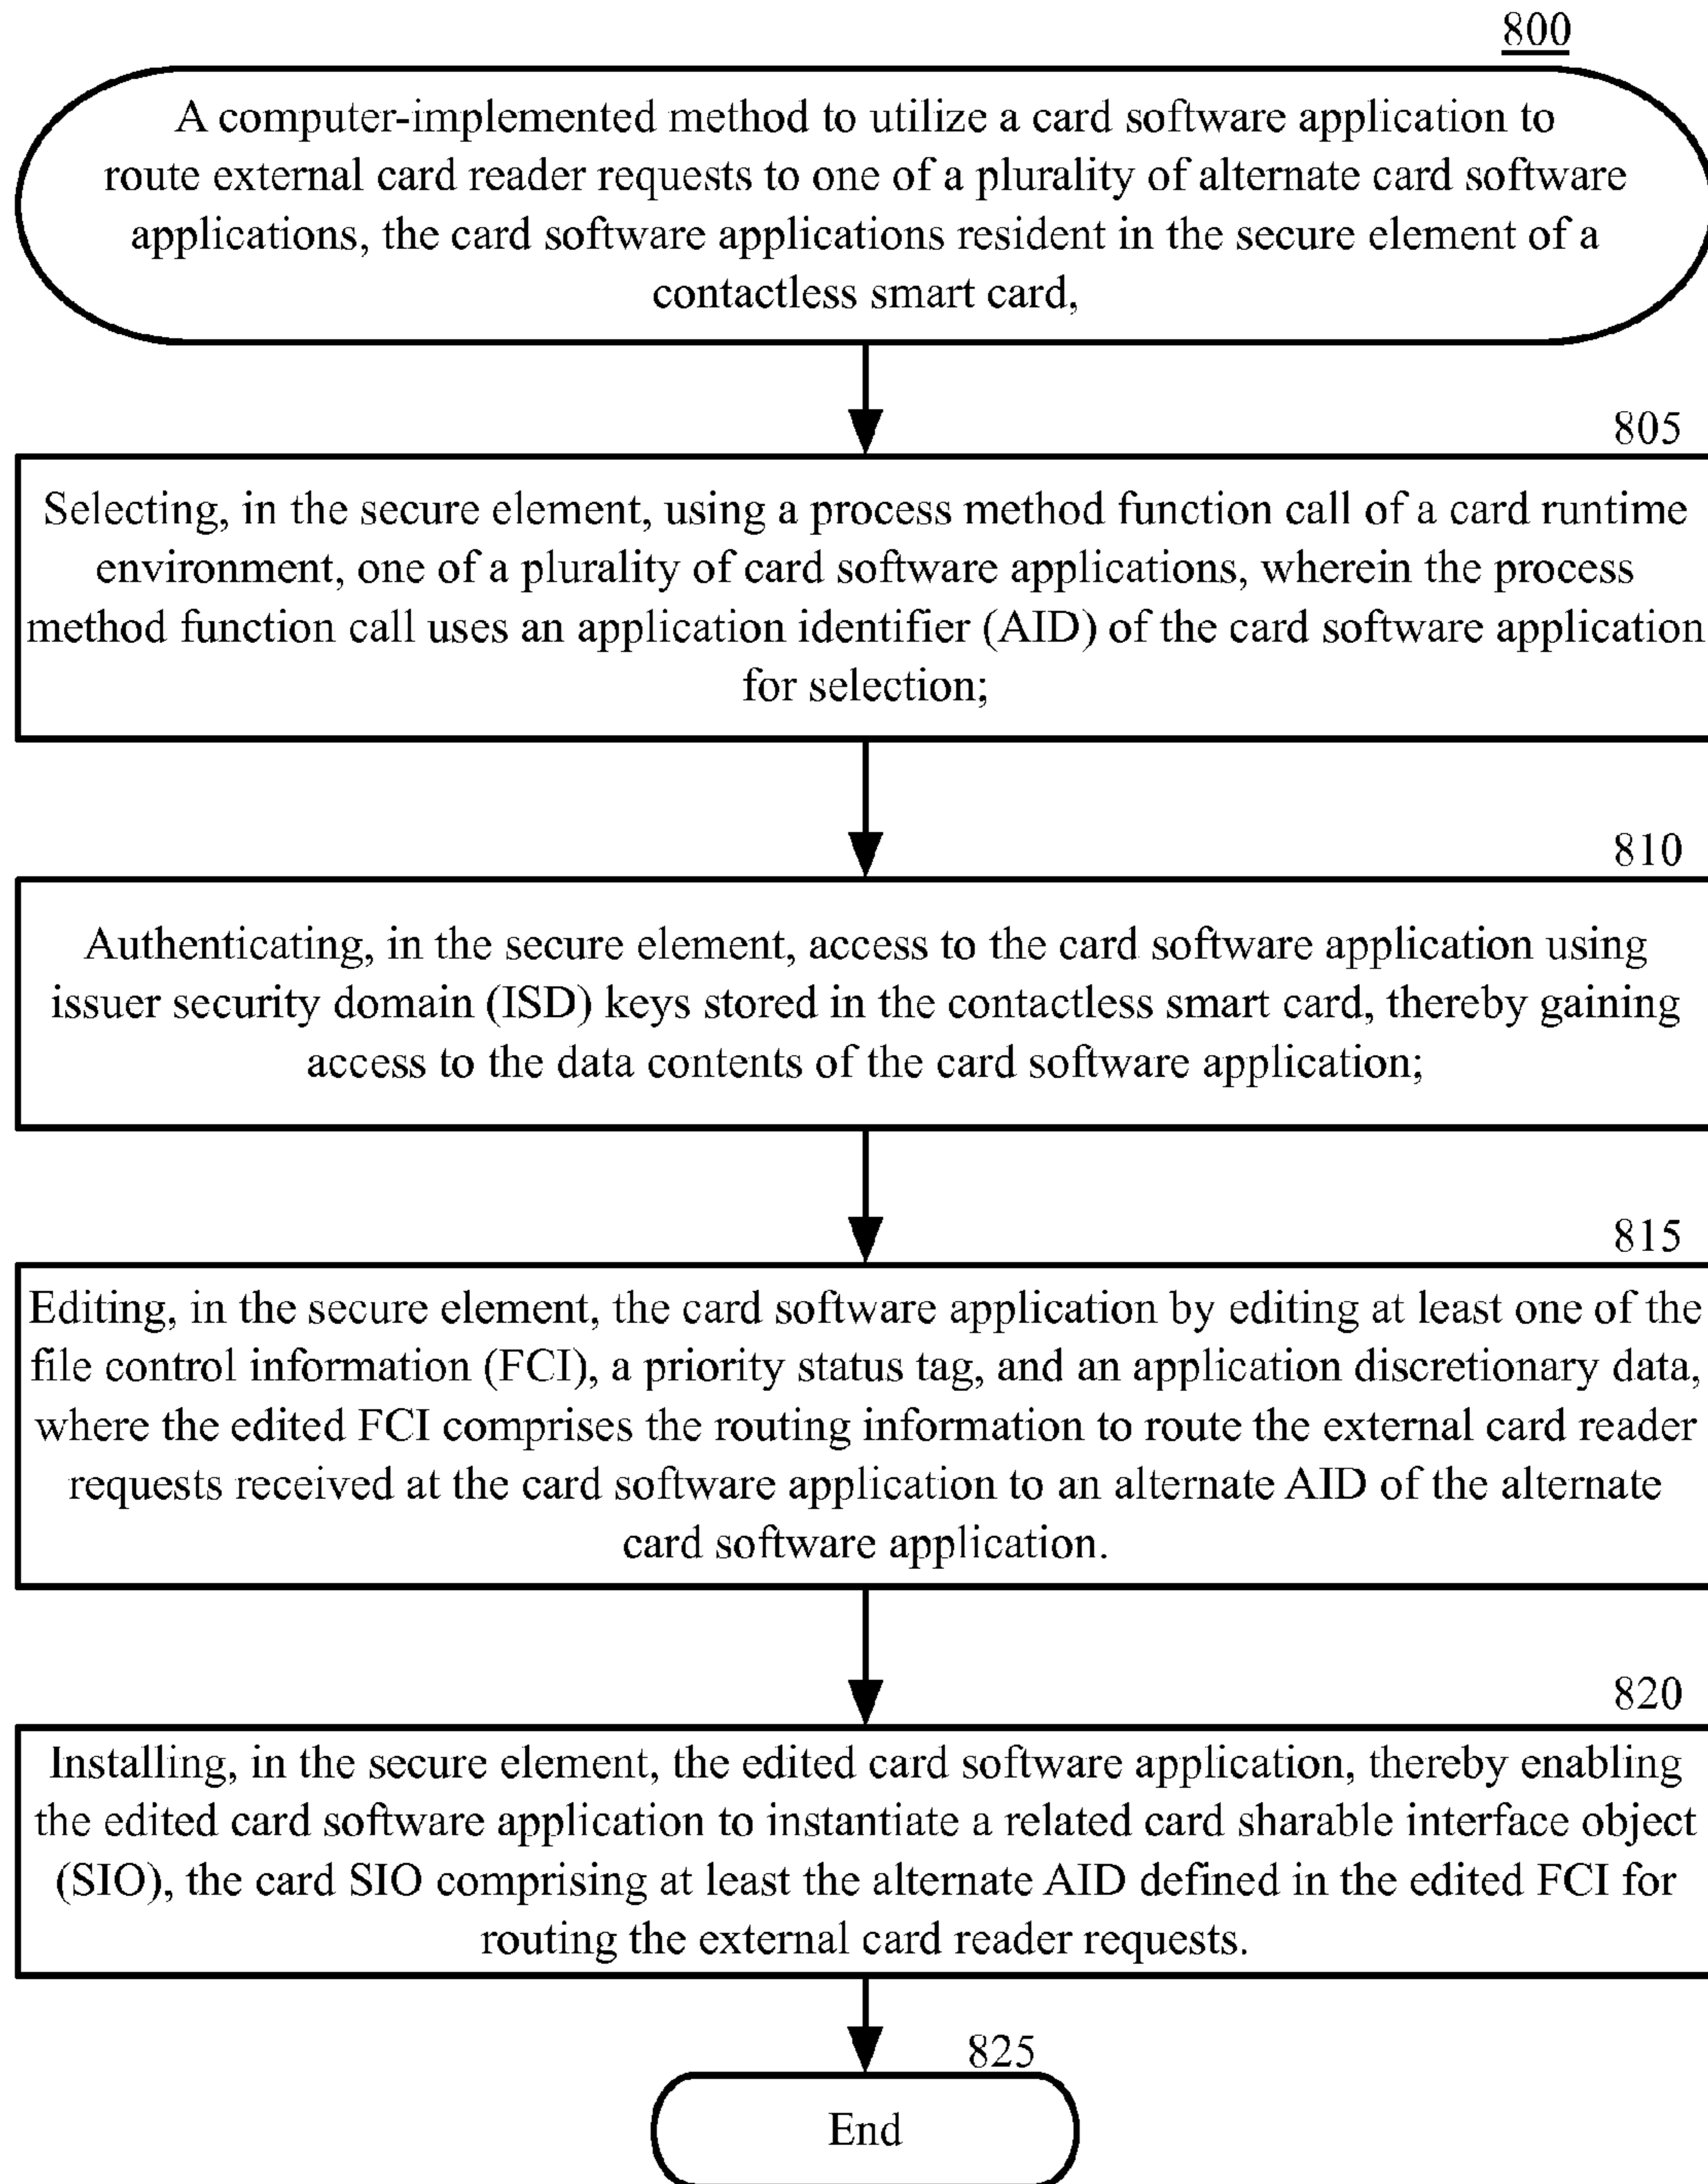 800
A computer-implemented method to utilize a card software application to
route external card reader requests to one of a plurality of alternate card software
applications, the card software applications resident in the secure element of a
contactless smart card,
805
Selecting, in the secure element, using a process method function call of a card runtime
environment, one of a plurality of card software applications, wherein the process
method function call uses an application identifier (AID) of the card software application
for selection;
810
Authenticating, in the secure element, access to the card software application using
issuer security domain (ISD) keys stored in the contactless smart card, thereby gaining
access to the data contents of the card software application;
815
Editing, in the secure element, the card software application by editing at least one of the
file control information (FCI), a priority status tag, and an application discretionary data,
where the edited FCI comprises the routing information to route the external card reader
requests received at the card software application to an alternate AID of the alternate
card software application.
820
Installing, in the secure element, the edited card software application, thereby enabling
the edited card software application to instantiate a related card sharable interface object
(SIO), the card SIO comprising at least the alternate AID defined in the edited FCI for
routing the external card reader requests.
825
End